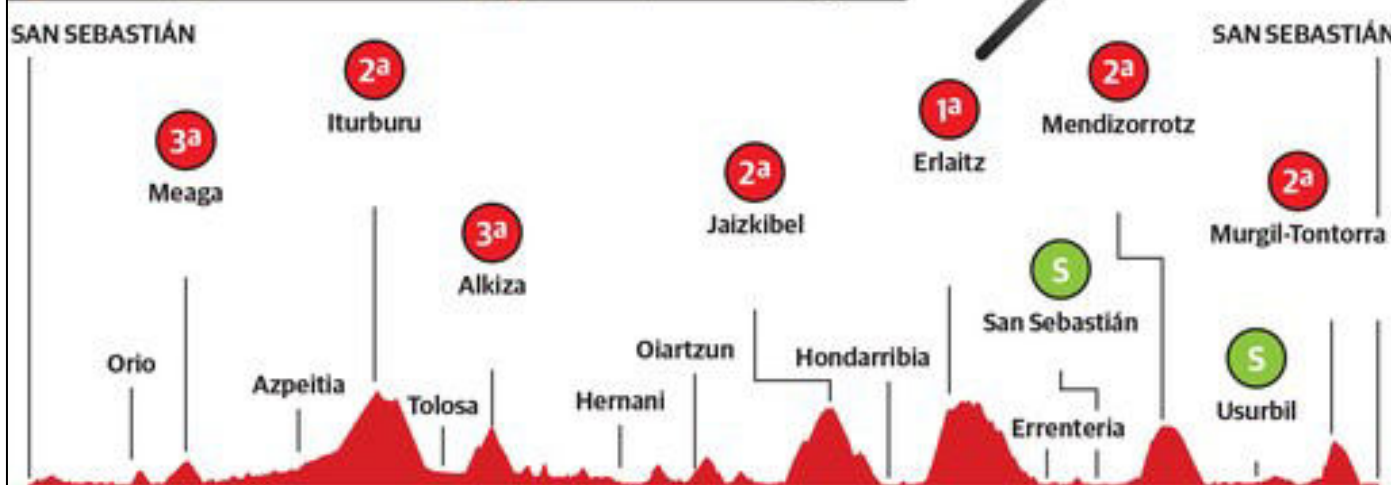 SAN SEBASTIÁN
SAN SEBASTIÁN
2ª
Iturburu
2ª
Mendizorrotz
1ª
Erlaitz
3ª
Meaga
2ª
Jaizkibel
2ª
Murgil-Tontorra
3ª
Alkiza
S
San Sebastián
S
Usurbil
Orio
Azpeitia
Tolosa
Hernani
Oiartzun
Hondarribia
Errenteria